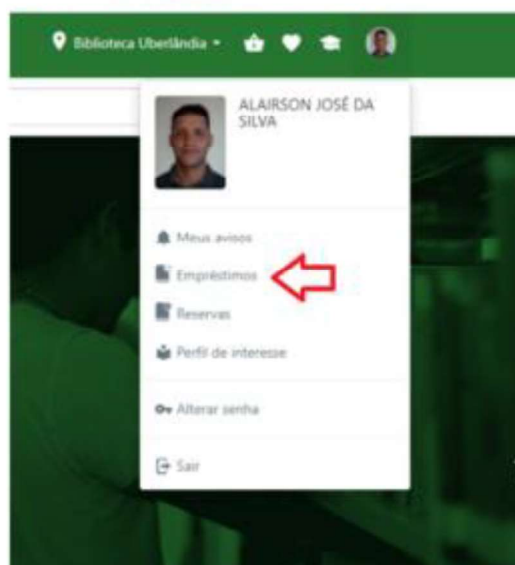 Biblioteca Uberlândia
ALAIRSON JOSÉ DA
SILVA
Meus avisos
Empréstimos
Reservas
Perfil de interesse
Alterar senha
Sair